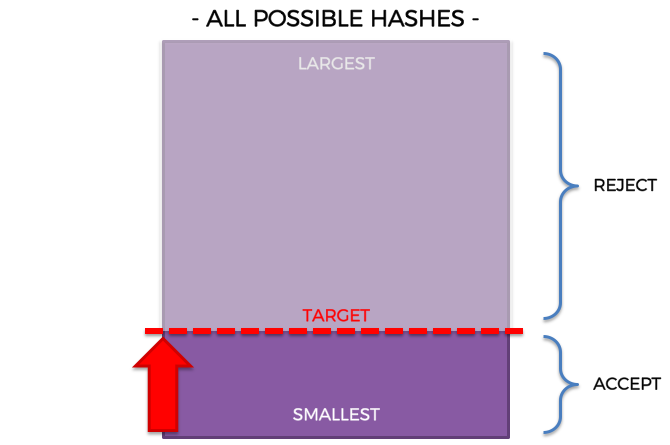 - ALL POSSIBLE HASHES -
LARGEST
REJECT
TARGET
ACCEPT
SMALLEST